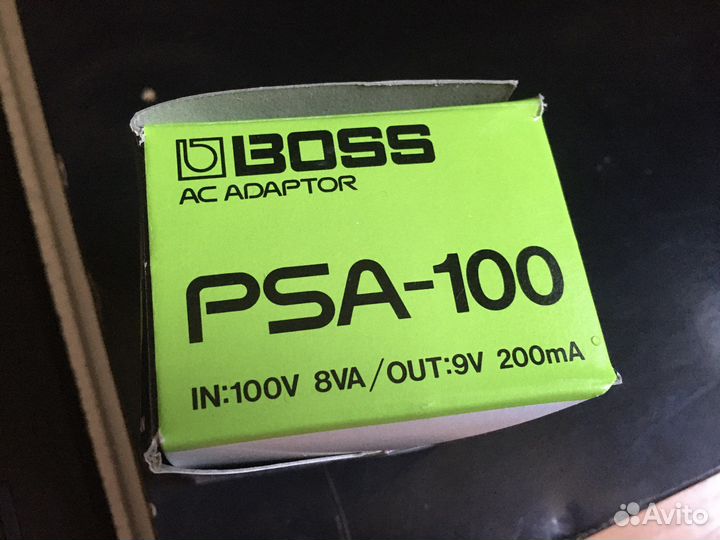 BOSS
AC ADAPTOR
PSA-100
IN:100V 8VA/OUT:9V 200mA
Avito